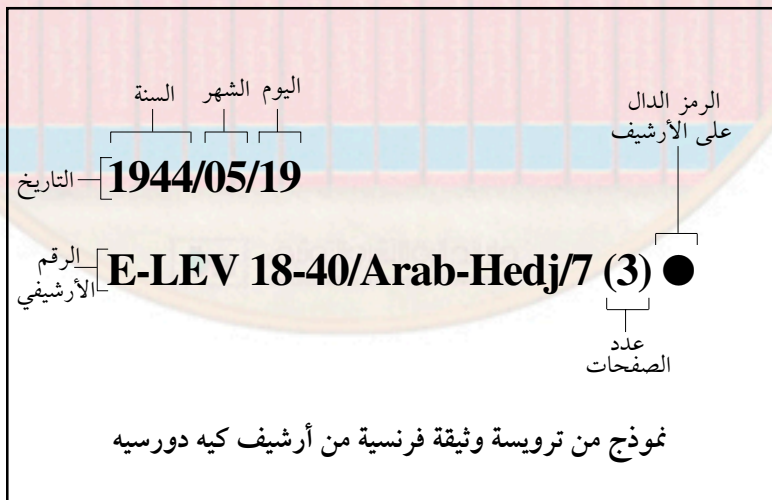 اليوم الشهر السنة
الرمز الدال
على الأرشيف
1944/05/19
التاريخ
E-LEV 18-40/Arab-Hedj/7 (3) ●
الرقم
الأرشيفي
عدد
الصفحات
نموذج من ترويسة وثيقة فرنسية من أرشيف كيه دورسيه